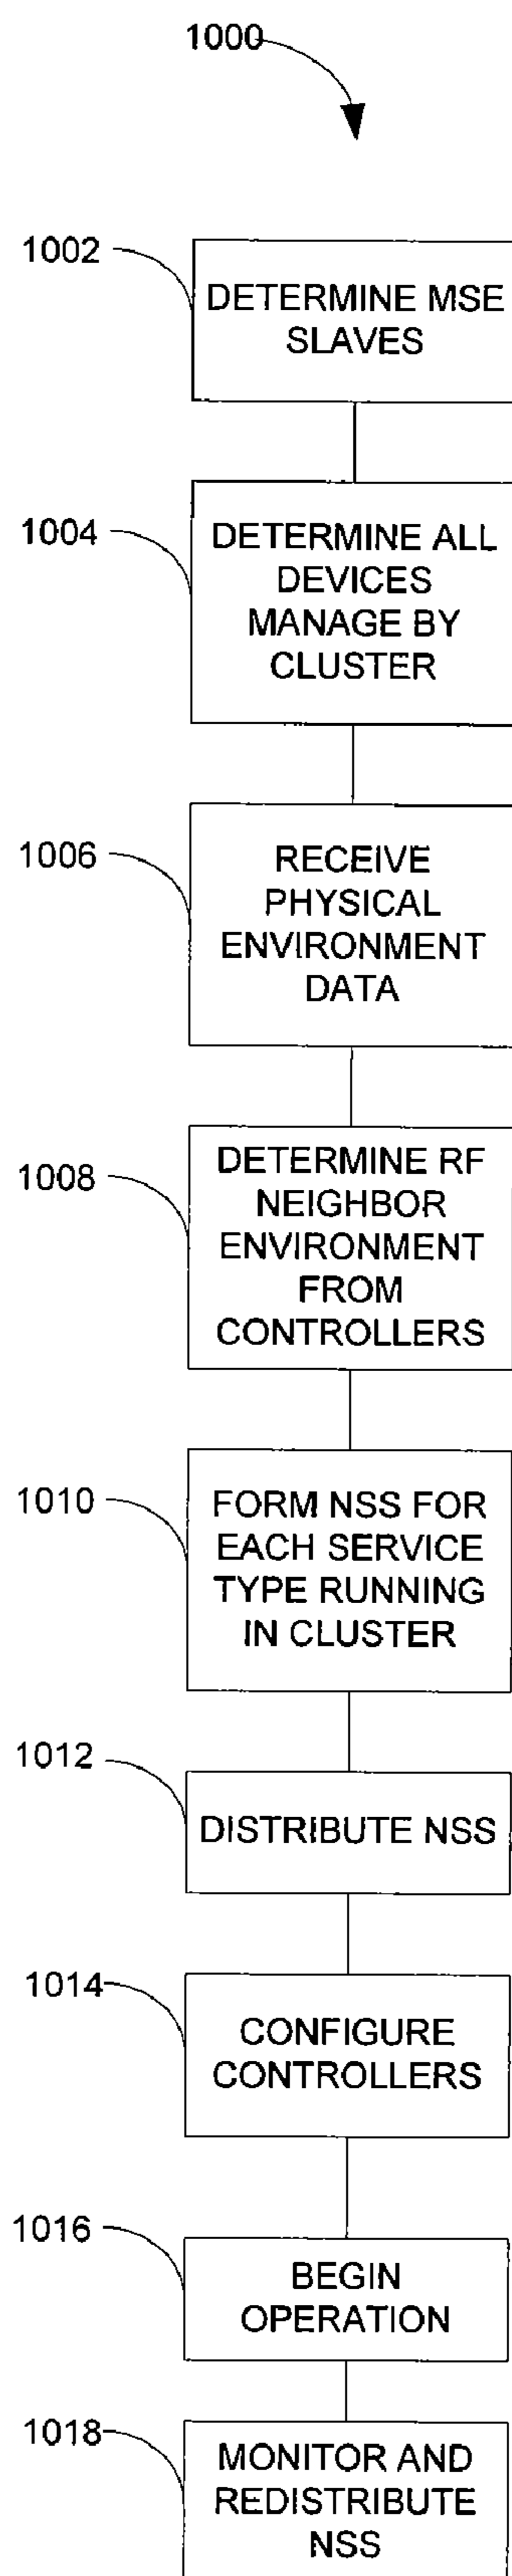 1000
1002
DETERMINE MSE
SLAVES
1004
DETERMINE ALL
DEVICES
MANAGE BY
CLUSTER
1006
RECEIVE
PHYSICAL
ENVIRONMENT
DATA
1008
DETERMINE RF
NEIGHBOR
ENVIRONMENT
FROM
CONTROLLERS
1010
FORM NSS FOR
EACH SERVICE
TYPE RUNNING
IN CLUSTER
1012
DISTRIBUTE NSS
1014
CONFIGURE
CONTROLLERS
1016
BEGIN
OPERATION
1018
MONITOR AND
REDISTRIBUTE
NSS